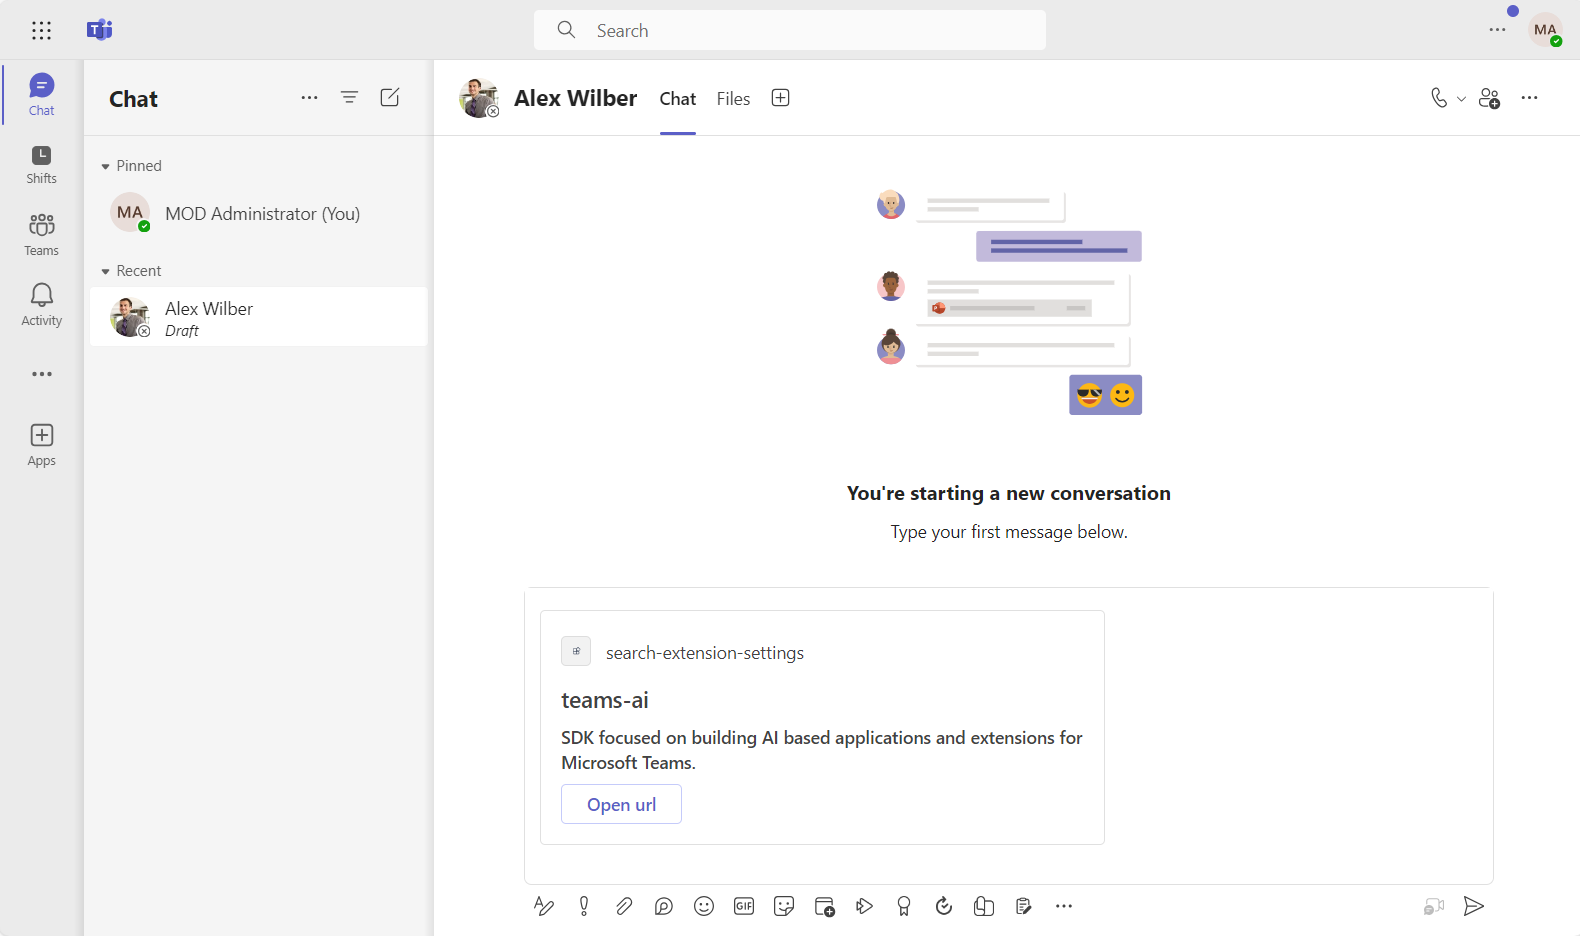 Search
MA
Chat
Shifts
Teams
Activity
Apps
Chat
Pinned
MA
MOD Administrator (You)
Recent
Alex Wilber
Draft
Alex Wilber
Chat
Files
You're starting a new conversation
Type your first message below.
search-extension-settings
teams-ai
SDK focused on building AI based applications and extensions for
Microsoft Teams.
Open url
GIF